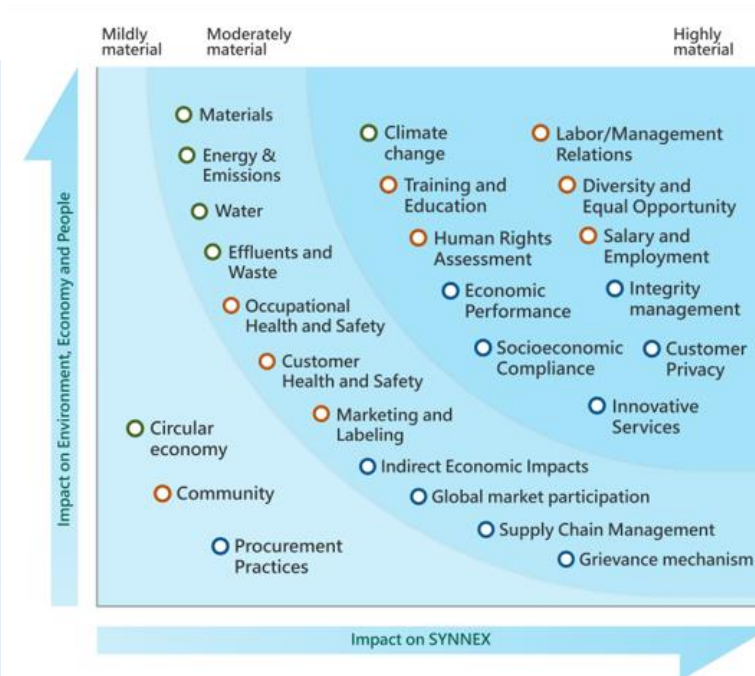 Mildly
material
Moderately
material
Highly
material
Impact on Environment, Economy and People
Materials
Energy &
Emissions
Water
Effluents and
Waste
Occupational
Health and Safety
Customer
Health and Safety
Marketing and
Labeling
Indirect Economic Impacts
Global market participation
Supply Chain Management
Grievance mechanism
Climate
change
Training and
Education
Human Rights
Assessment
Economic
Performance
Socioeconomic
Compliance
Labor/Management
Relations
Diversity and
Equal Opportunity
Salary and
Employment
Integrity
management
Customer
Privacy
Innovative
Services
Circular
economy
Community
Procurement
Practices
Impact on SYNNEX